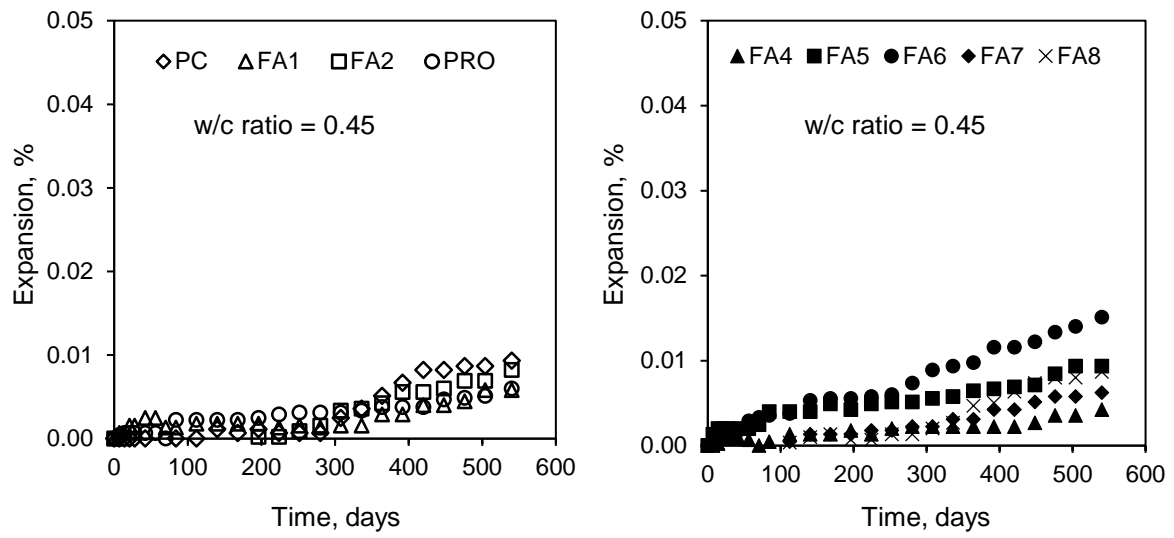 PC FA1 FA2 PRO
w/c ratio = 0.45
0.05
0.04
0.03
0.02
0.01
0.00
Expansion, %
0 100 200 300 400 500 600
Time, days
FA4 FA5 FA6 FA7 FA8
w/c ratio = 0.45
0.05
0.04
0.03
0.02
0.01
0.00
Expansion, %
0 100 200 300 400 500 600
Time, days